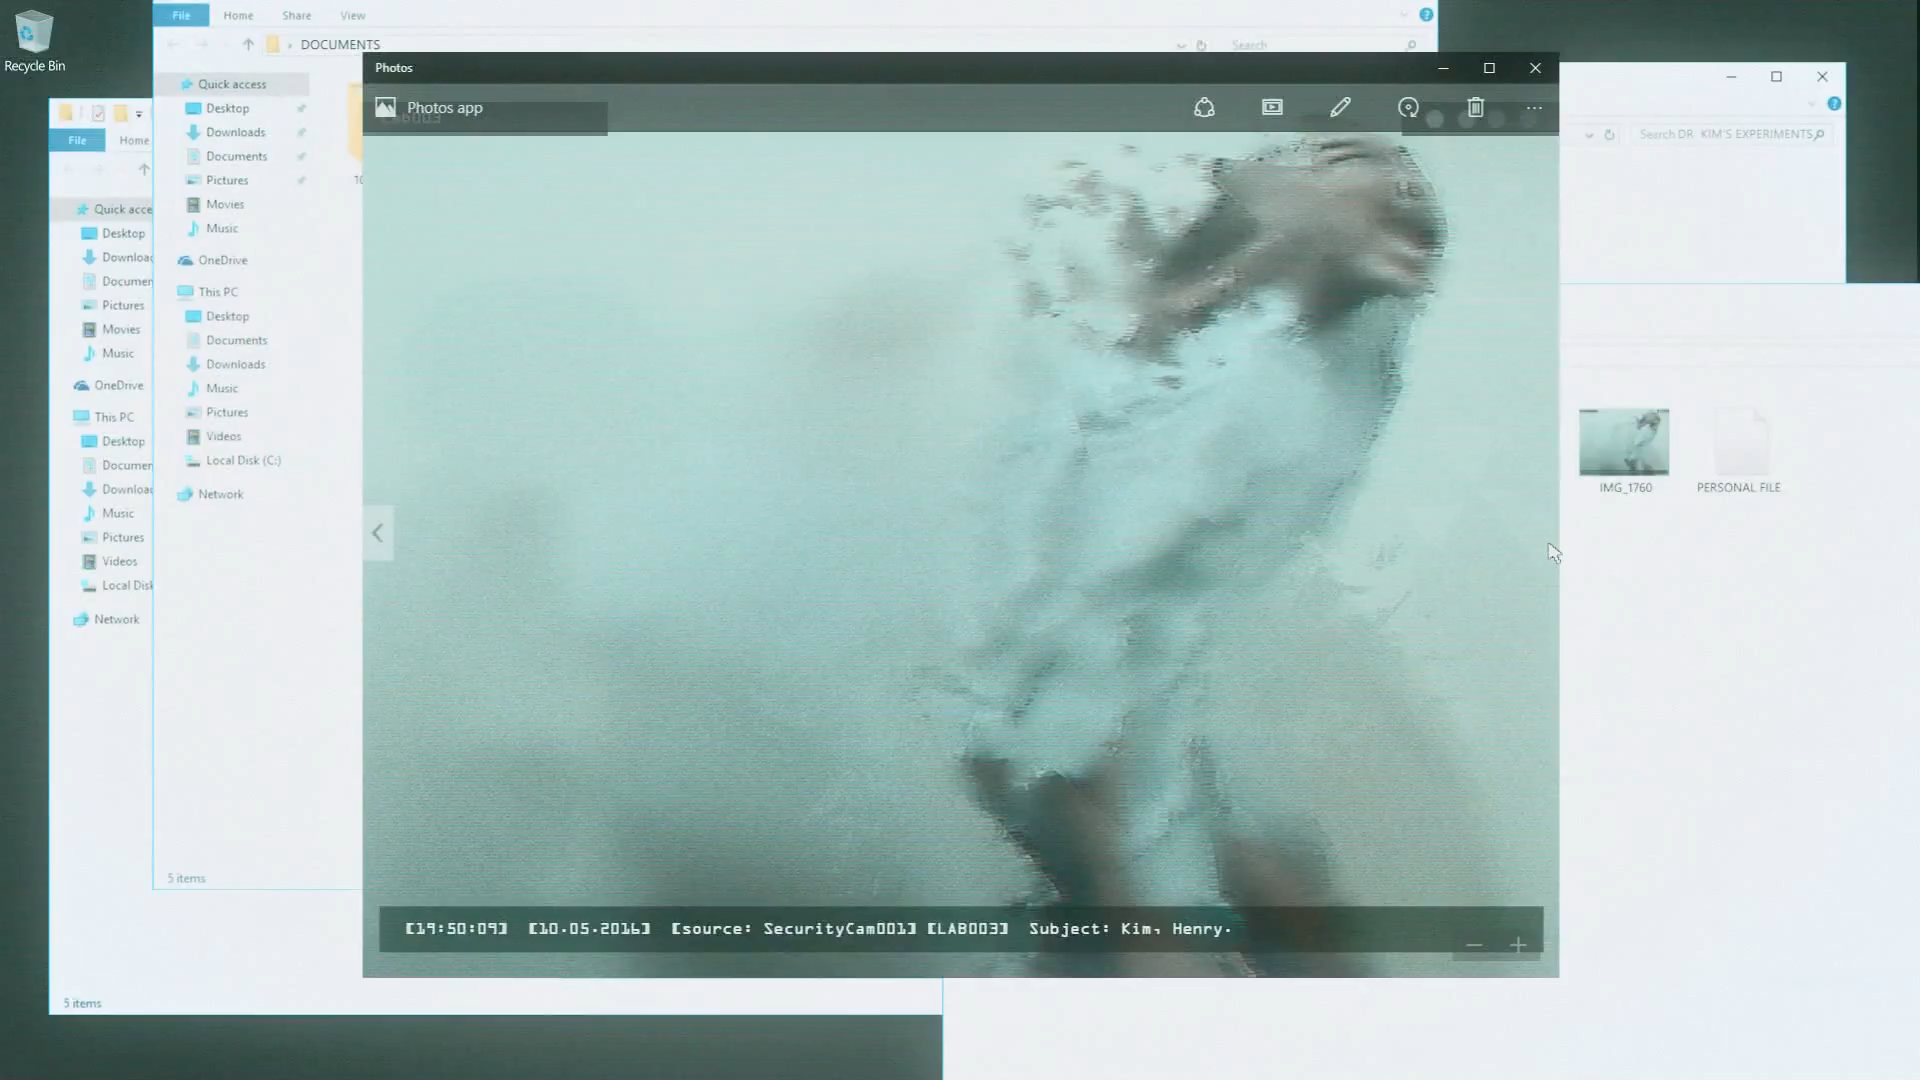 Recycle Bin
File Home Share View
DOCUMENTS
Search
Quick access
Desktop
Downloads
Documents
Pictures
Movies
Music
OneDrive
This PC
Desktop
Documents
Downloads
Music
Pictures
Videos
Local Disk (C:)
Network
5 items
File Home
Quick acce
Desktop
Downloa
Documen
Pictures
Movies
Music
OneDrive
This PC
Desktop
Documen
Downloa
Music
Pictures
Videos
Local Disk
Network
5 items
Photos
Photos app
[19:50:09] [10.05.2016] [source: SecurityCam001] [LAB003] Subject: Kim, Henry.
Search DR. KIM'S EXPERIMENTS
IMG_1760
PERSONAL FILE